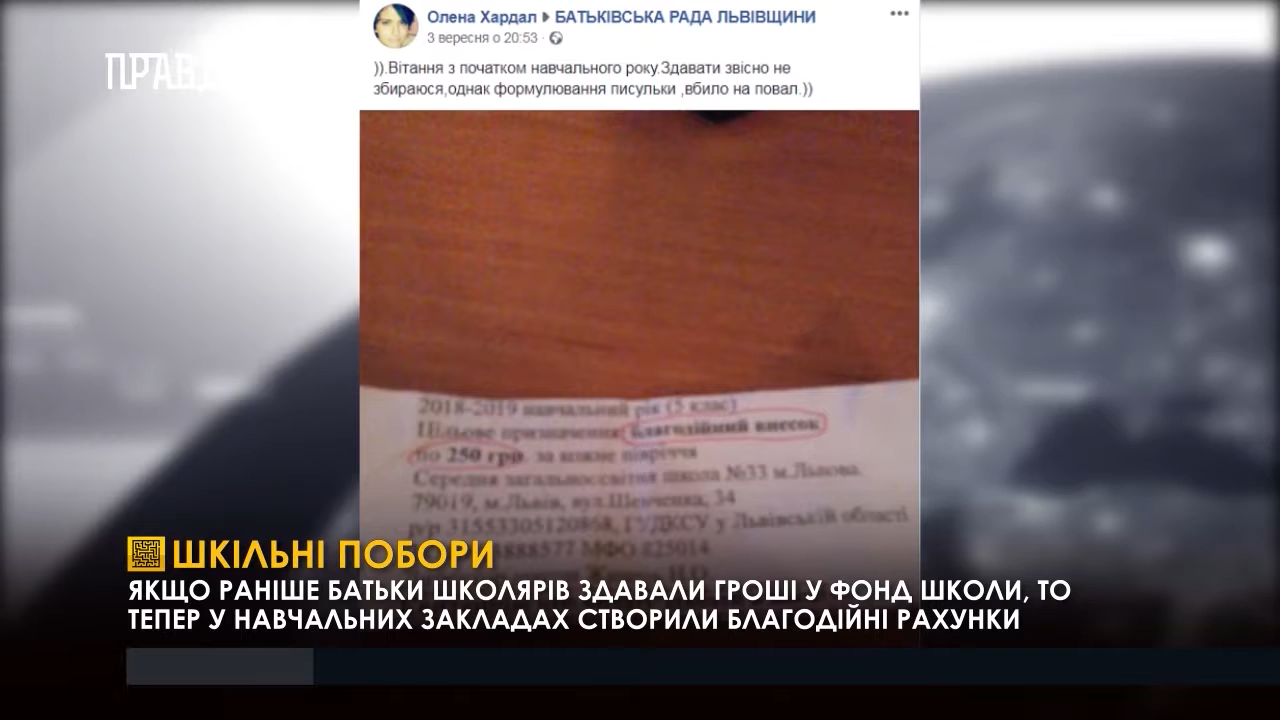 ПРАВД
Олена Хардал ▸ БАТЬКІВСЬКА РАДА ЛЬВІВЩИНИ
3 вересня о 20:53 ·
)).Вітання з початком навчального року.Здавати звісно не
збираюся,однак формулювання писульки ,вбило на повал.))
2018-2019 навчальний рік (5 клас)
Цільове призначення: благодійний внесок
по 250 грн. за кожне півріччя
Середня загальноосвітня школа №33 м.Львова.
79019, м.Львів, вул.Шевченка, 34
р/р 31553305120868, ГУДКСУ у Львівській області
888577 МФО 825014
ШКІЛЬНІ ПОБОРИ
ЯКЩО РАНІШЕ БАТЬКИ ШКОЛЯРІВ ЗДАВАЛИ ГРОШІ У ФОНД ШКОЛИ, ТО
ТЕПЕР У НАВЧАЛЬНИХ ЗАКЛАДАХ СТВОРИЛИ БЛАГОДІЙНІ РАХУНКИ